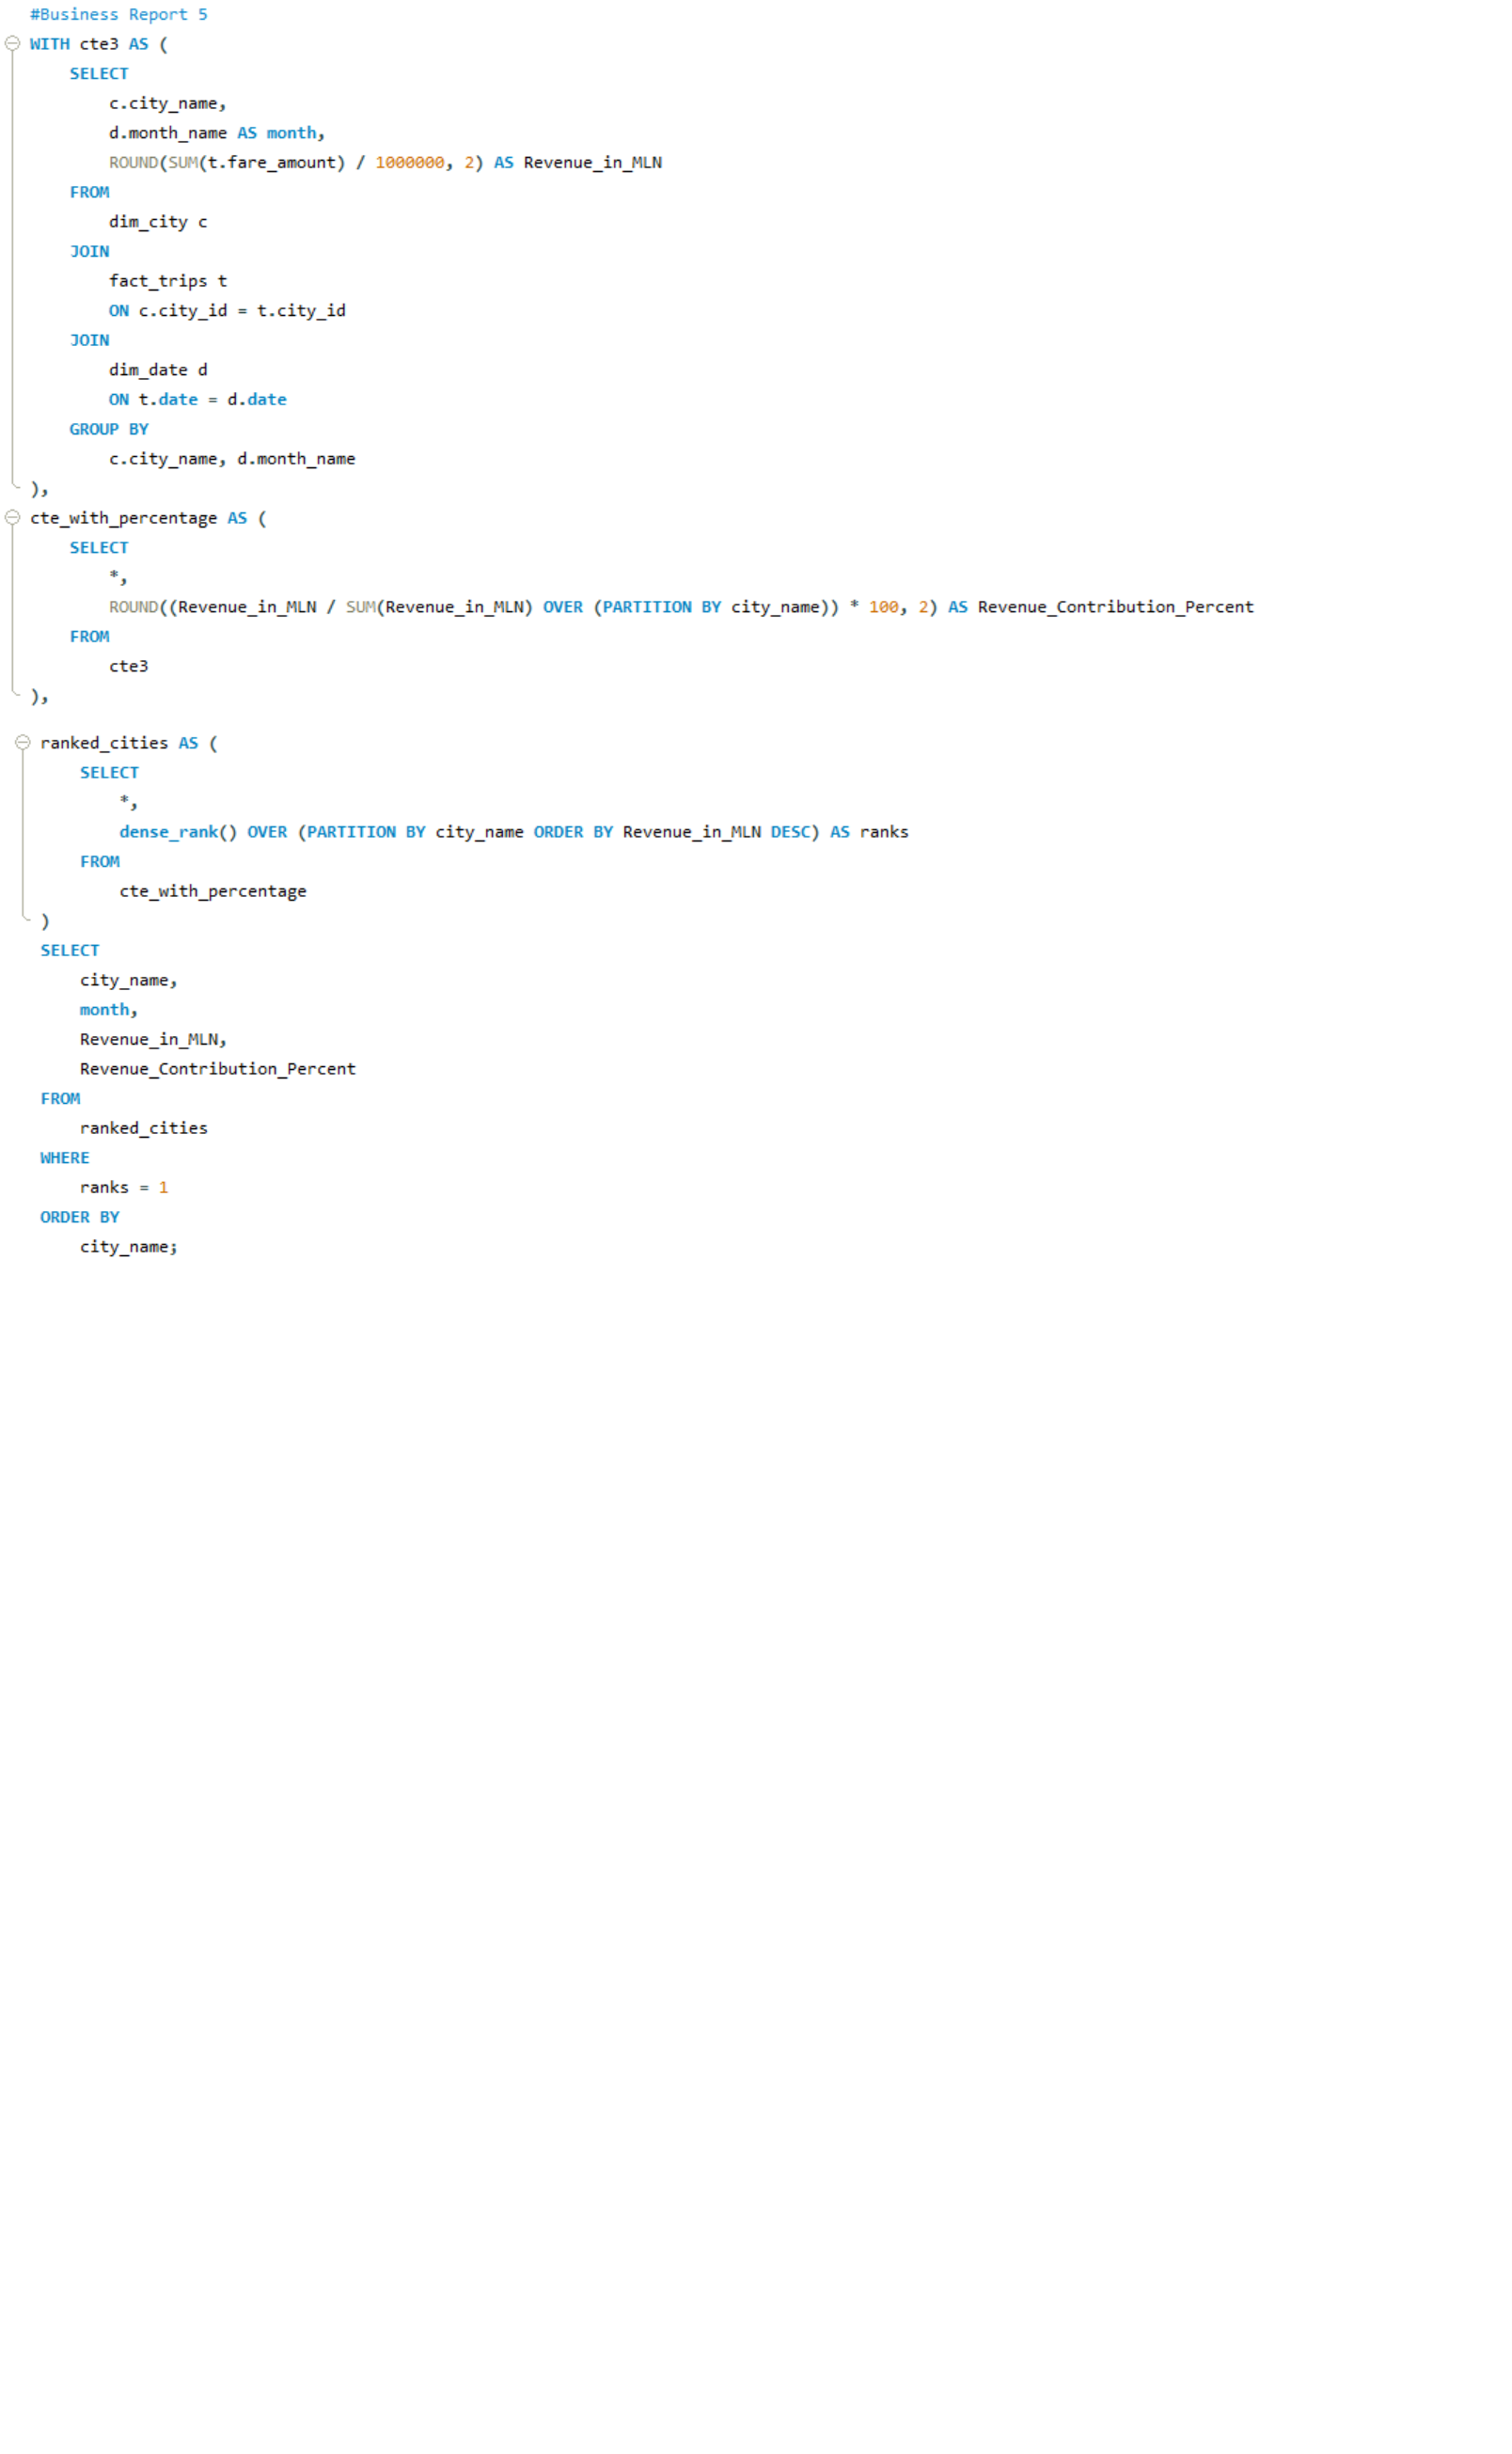 #Business Report 5
WITH cte3 AS (
SELECT
c.city_name,
d.month_name AS month,
ROUND(SUM(t.fare_amount) / 1000000, 2) AS Revenue_in_MLN
FROM
dim_city c
JOIN
fact_trips t
ON c.city_id = t.city_id
JOIN
dim_date d
ON t.date = d.date
GROUP BY
c.city_name, d.month_name
),
cte_with_percentage AS (
SELECT
*,
ROUND((Revenue_in_MLN / SUM(Revenue_in_MLN) OVER (PARTITION BY city_name)) * 100, 2) AS Revenue_Contribution_Percent
FROM
cte3
),
ranked_cities AS (
SELECT
*,
dense_rank() OVER (PARTITION BY city_name ORDER BY Revenue_in_MLN DESC) AS ranks
FROM
cte_with_percentage
)
SELECT
city_name,
month,
Revenue_in_MLN,
Revenue_Contribution_Percent
FROM
ranked_cities
WHERE
ranks = 1
ORDER BY
city_name;